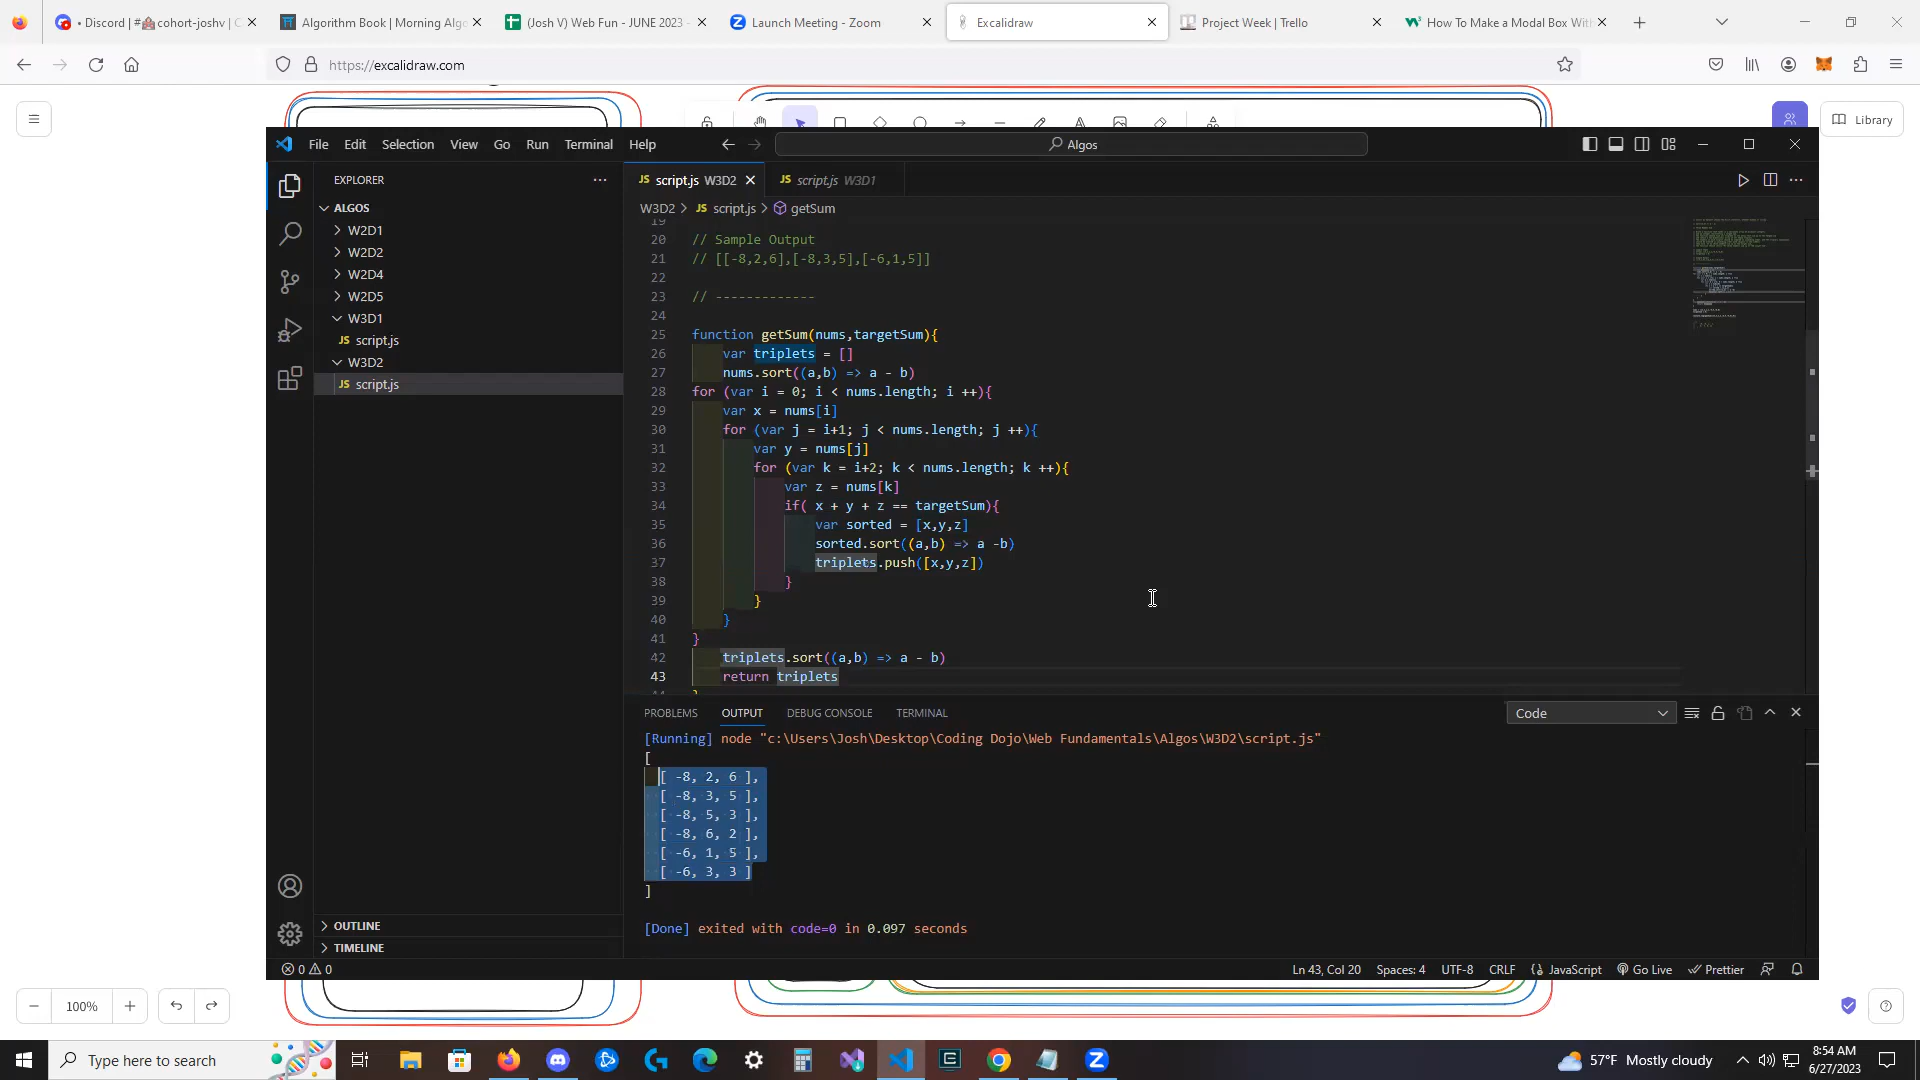 • Discord | #🏫cohort-joshv | C
Algorithm Book | Morning Algo
(Josh V) Web Fun - JUNE 2023 -
Launch Meeting - Zoom
Excalidraw
Project Week | Trello
How To Make a Modal Box With
https://excalidraw.com
Library
File Edit Selection View Go Run Terminal Help
Algos
EXPLORER
ALGOS
W2D1
W2D2
W2D4
W2D5
W3D1
JS script.js
W3D2
JS script.js
OUTLINE
TIMELINE
JS script.js W3D2
JS script.js W3D1
W3D2 > JS script.js > getSum
19
20 // Sample Output
21 // [[-8,2,6],[-8,3,5],[-6,1,5]]
22
23 // -------------
24
25 function getSum(nums,targetSum){
26 var triplets = []
27 nums.sort((a,b) => a - b)
28 for (var i = 0; i < nums.length; i ++){
29 var x = nums[i]
30 for (var j = i+1; j < nums.length; j ++){
31 var y = nums[j]
32 for (var k = i+2; k < nums.length; k ++){
33 var z = nums[k]
34 if( x + y + z == targetSum){
35 var sorted = [x,y,z]
36 sorted.sort((a,b) => a -b)
37 triplets.push([x,y,z])
38 }
39 }
40 }
41 }
42 triplets.sort((a,b) => a - b)
43 return triplets
44 }
PROBLEMS OUTPUT DEBUG CONSOLE TERMINAL
Code
[Running] node "c:\Users\Josh\Desktop\Coding Dojo\Web Fundamentals\Algos\W3D2\script.js"
[
[ -8, 2, 6 ],
[ -8, 3, 5 ],
[ -8, 5, 3 ],
[ -8, 6, 2 ],
[ -6, 1, 5 ],
[ -6, 3, 3 ]
]
[Done] exited with code=0 in 0.097 seconds
0 0
Ln 43, Col 20 Spaces: 4 UTF-8 CRLF {} JavaScript Go Live Prettier
100%
Type here to search
57°F Mostly cloudy
8:54 AM
6/27/2023